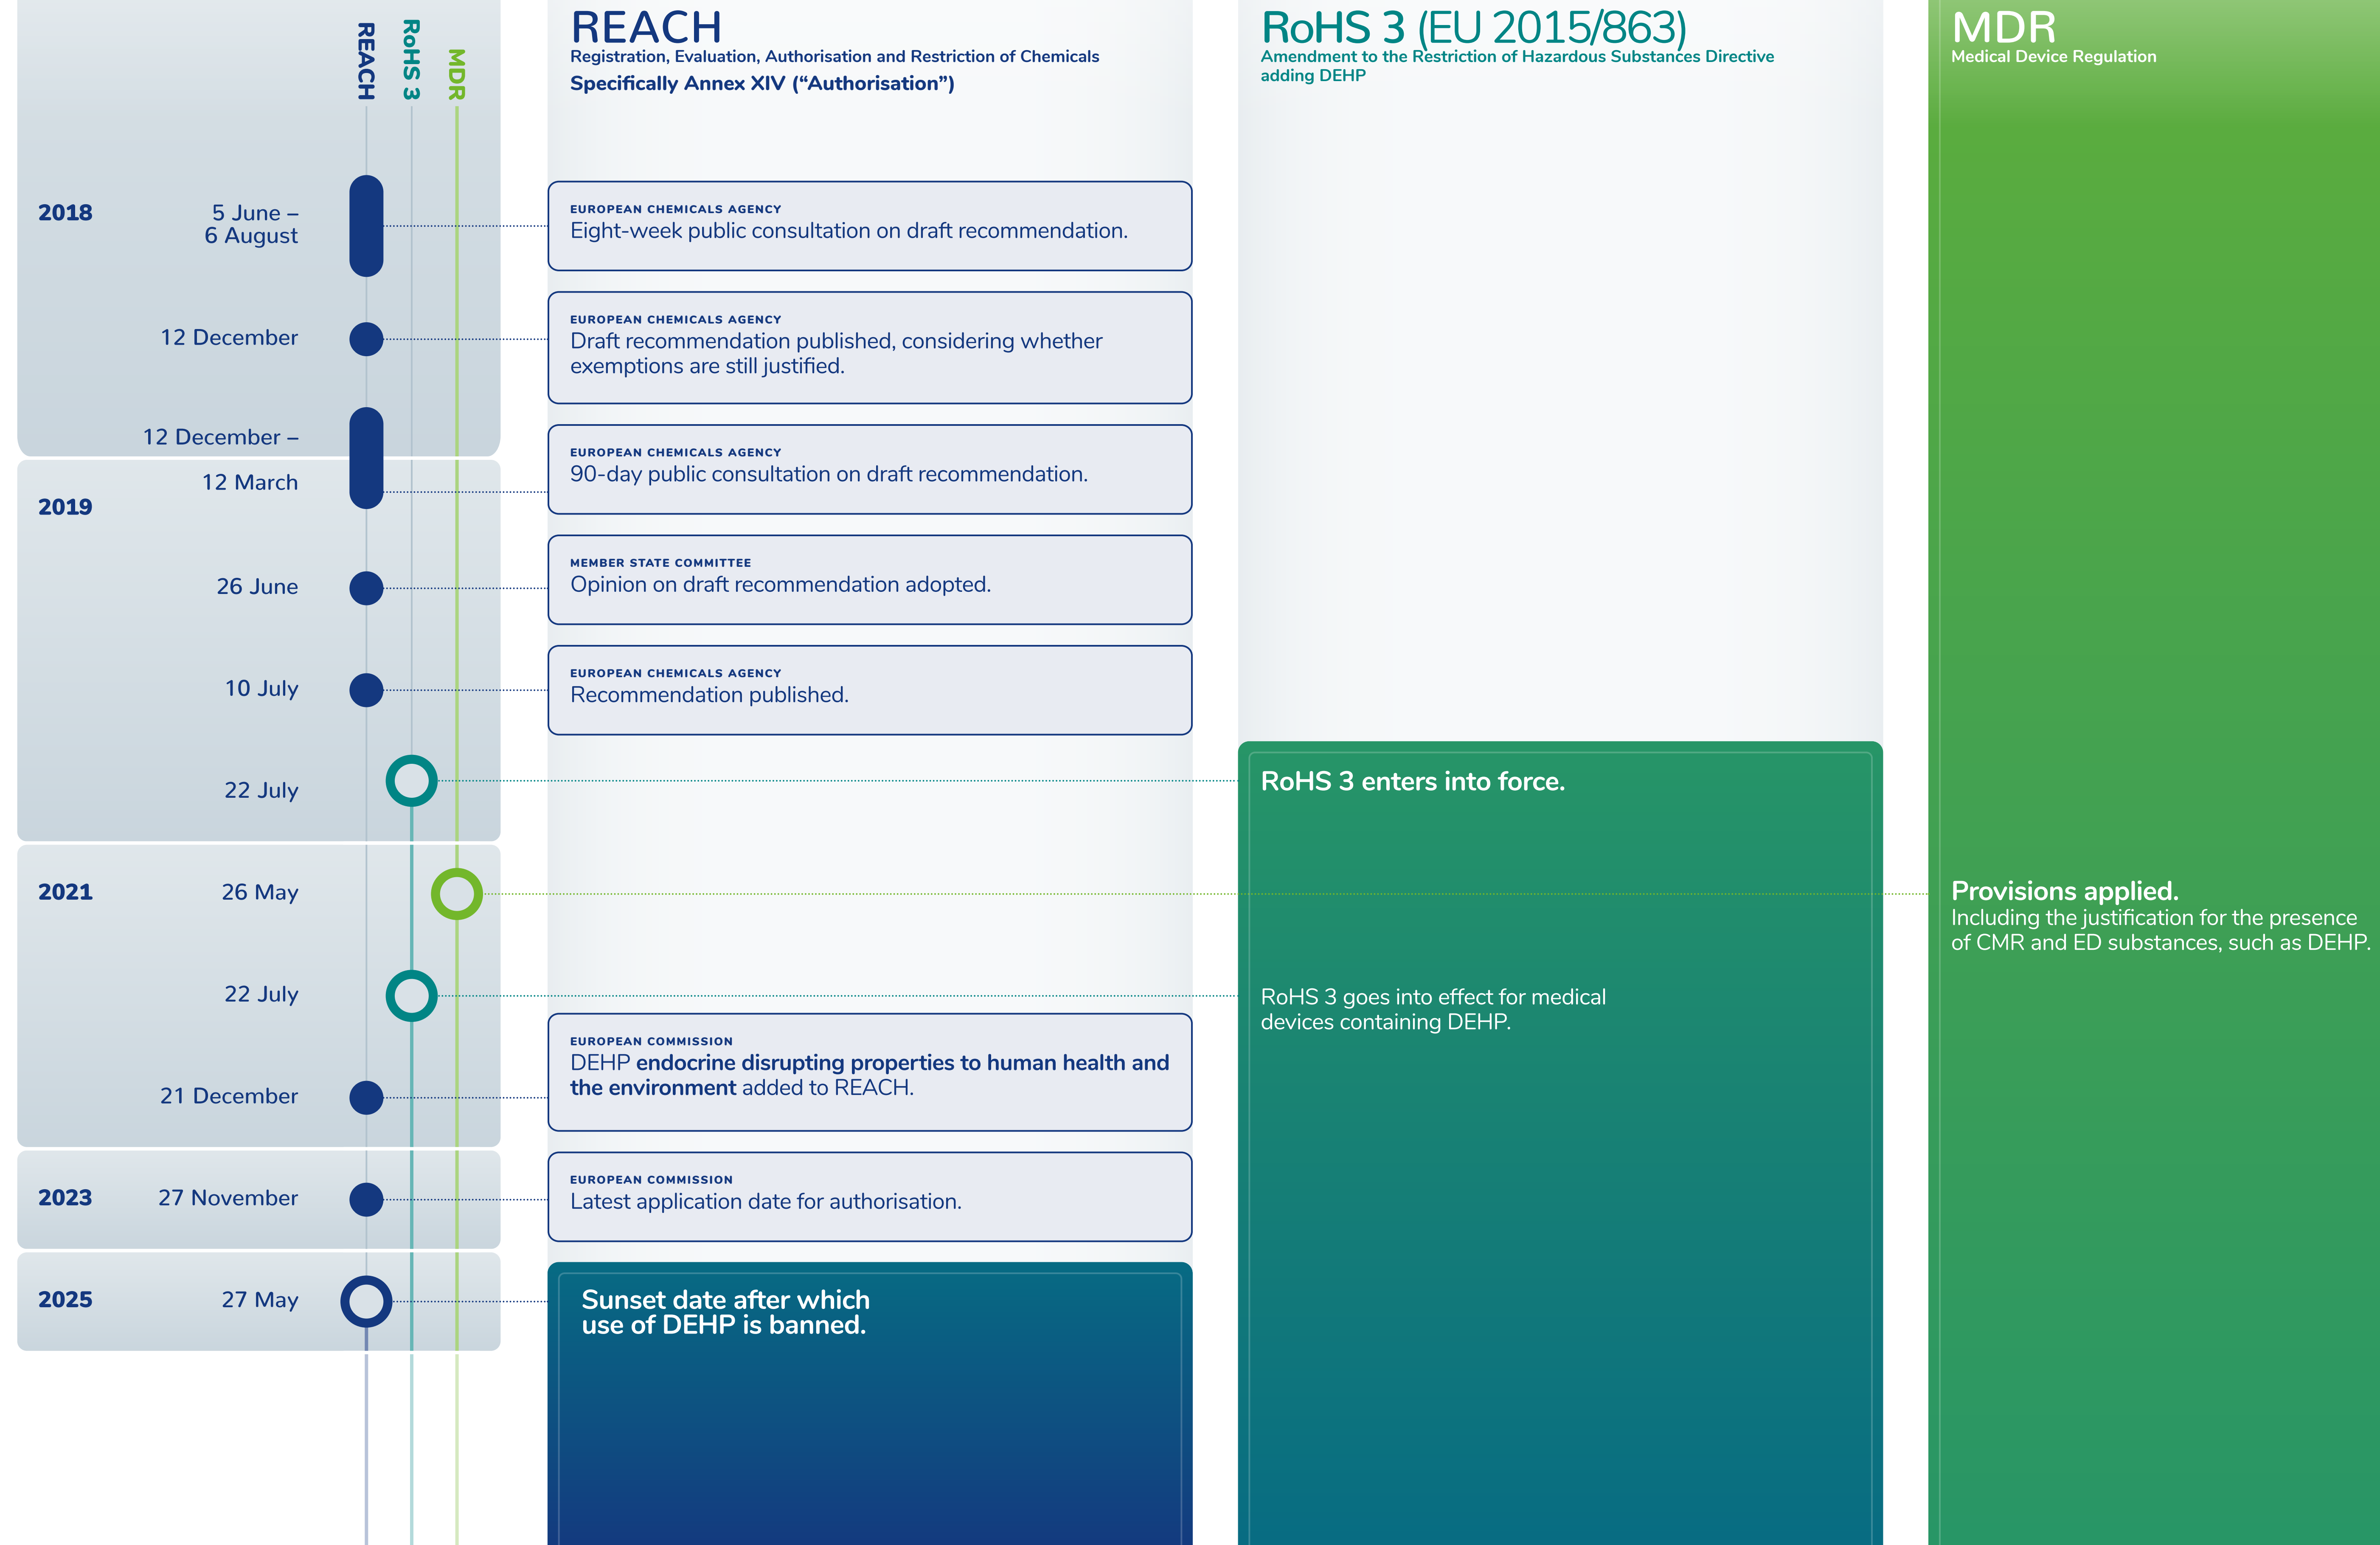 REACH
RoHS 3
MDR
REACH
Registration, Evaluation, Authorisation and Restriction of Chemicals
Specifically Annex XIV (“Authorisation”)
RoHS 3 (EU 2015/863)
Amendment to the Restriction of Hazardous Substances Directive
adding DEHP
MDR
Medical Device Regulation
2018
5 June –
6 August
EUROPEAN CHEMICALS AGENCY
Eight-week public consultation on draft recommendation.
12 December
EUROPEAN CHEMICALS AGENCY
Draft recommendation published, considering whether
exemptions are still justified.
12 December –
12 March
2019
EUROPEAN CHEMICALS AGENCY
90-day public consultation on draft recommendation.
26 June
MEMBER STATE COMMITTEE
Opinion on draft recommendation adopted.
10 July
EUROPEAN CHEMICALS AGENCY
Recommendation published.
22 July
RoHS 3 enters into force.
2021
26 May
Provisions applied.
Including the justification for the presence
of CMR and ED substances, such as DEHP.
22 July
RoHS 3 goes into effect for medical
devices containing DEHP.
21 December
EUROPEAN COMMISSION
DEHP endocrine disrupting properties to human health and
the environment added to REACH.
2023
27 November
EUROPEAN COMMISSION
Latest application date for authorisation.
2025
27 May
Sunset date after which
use of DEHP is banned.